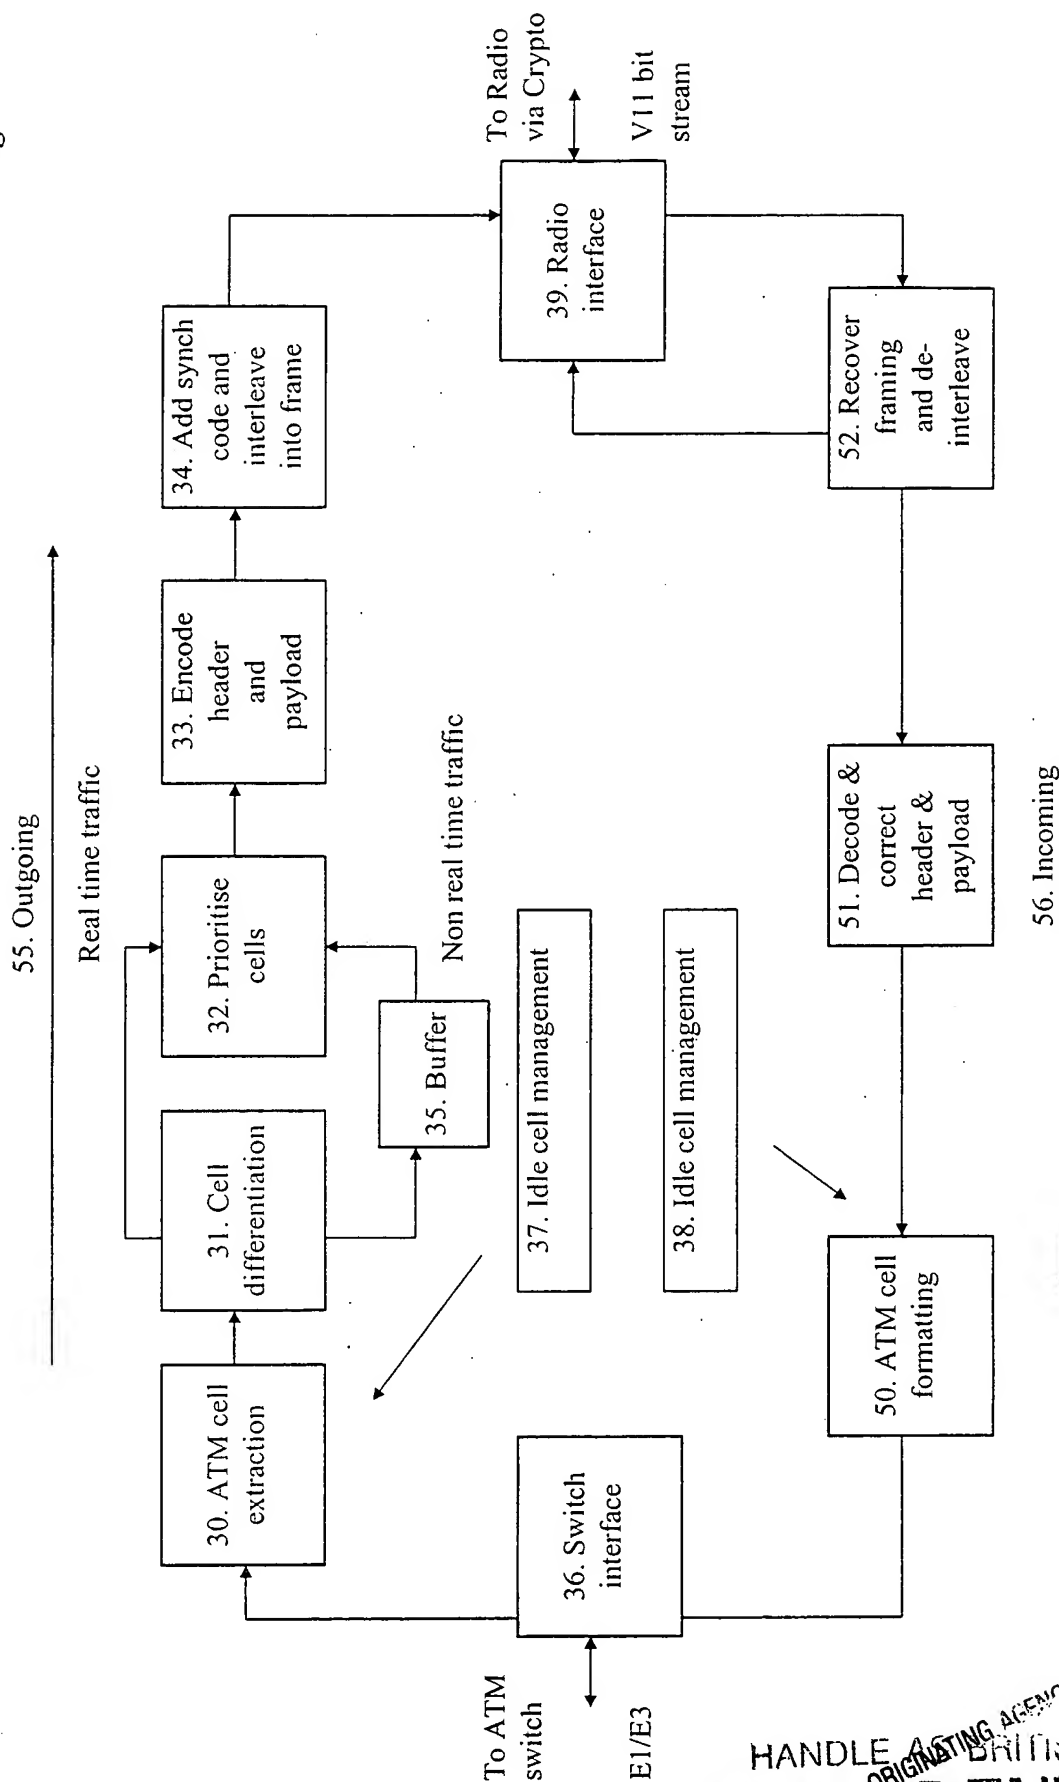 55. Outgoing
Real time traffic
30. ATM cell
extraction
31. Cell
differentiation
32. Prioritise
cells
33. Encode
header
and
payload
34. Add synch
code and
interleave
into frame
35. Buffer
Non real time traffic
To ATM
switch
E1/E3
36. Switch
interface
37. Idle cell management
38. Idle cell management
39. Radio
interface
To Radio
via Crypto
V11 bit
stream
50. ATM cell
formatting
51. Decode &
correct
header &
payload
52. Recover
framing
and de-
interleave
56. Incoming
HANDLE AS
ORIGINATING